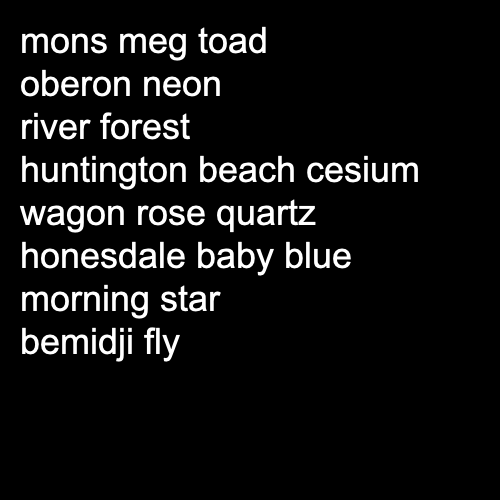 mons meg toad
oberon neon
river forest
huntington beach cesium
wagon rose quartz
honesdale baby blue
morning star
bemidji fly